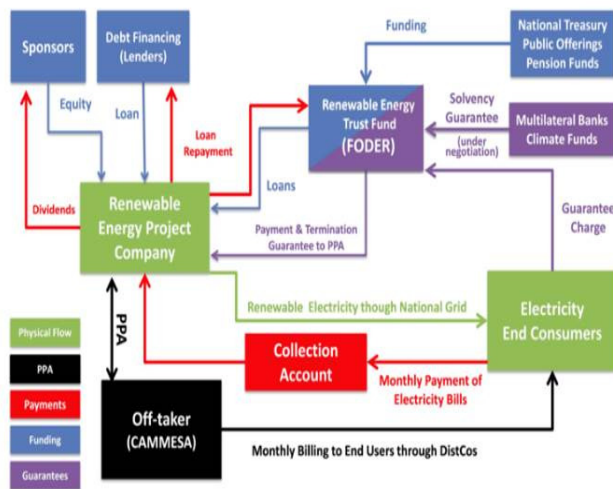 Sponsors
Debt Financing
(Lenders)
Funding
National Treasury
Public Offerings
Pension Funds
Equity
Loan
Loan
Repayment
Renewable Energy
Trust Fund
(FODER)
Solvency
Guarantee
(under
negotiation)
Multilateral Banks
Climate Funds
Dividends
Renewable
Energy Project
Company
Loans
Payment & Termination
Guarantee to PPA
Guarantee
Charge
PPA
Renewable Electricity though National Grid
Electricity
End Consumers
Collection
Account
Monthly Payment of
Electricity Bills
Off-taker
(CAMMESA)
Monthly Billing to End Users through DistCos
Physical Flow
PPA
Payments
Funding
Guarantees